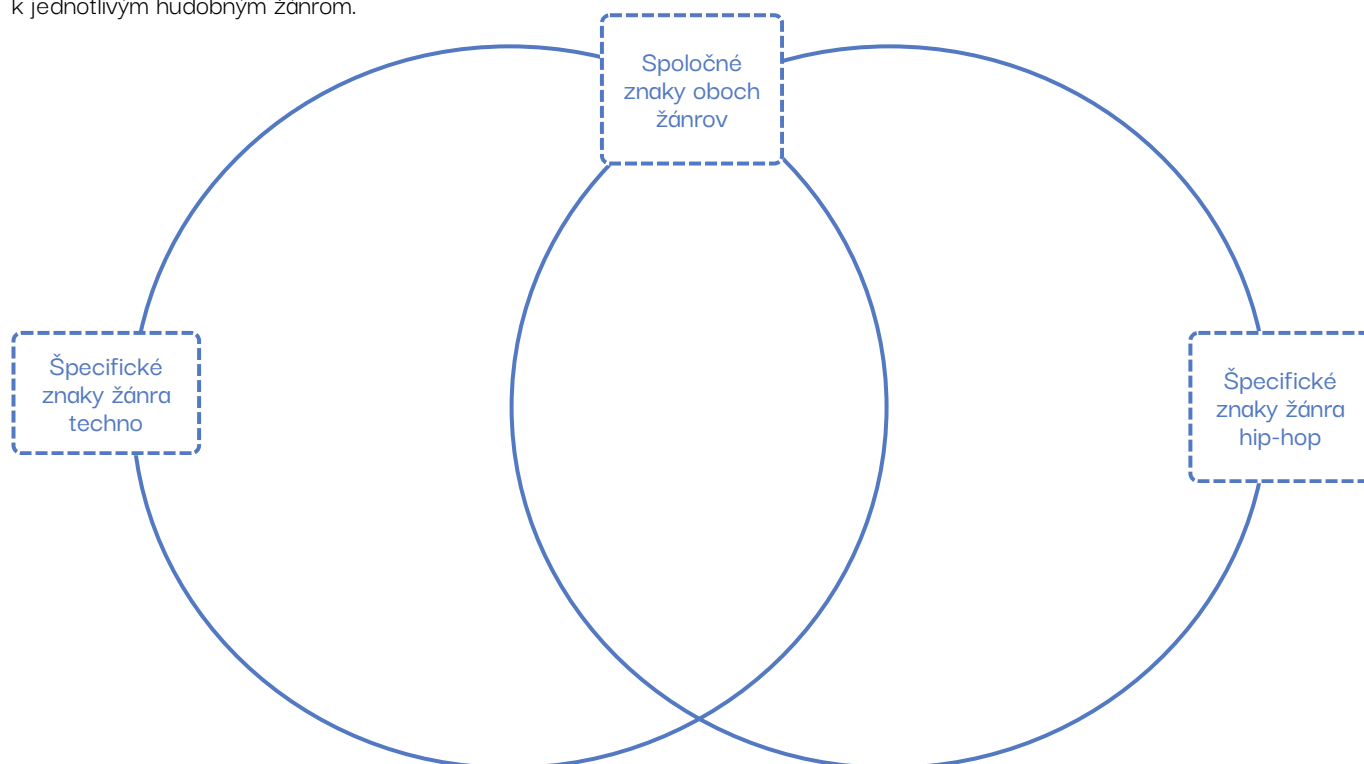 k jednotlivým hudobným žánrom.
Spoločné
znaky oboch
žánrov
Špecifické
znaky žánra
techno
Špecifické
znaky žánra
hip-hop